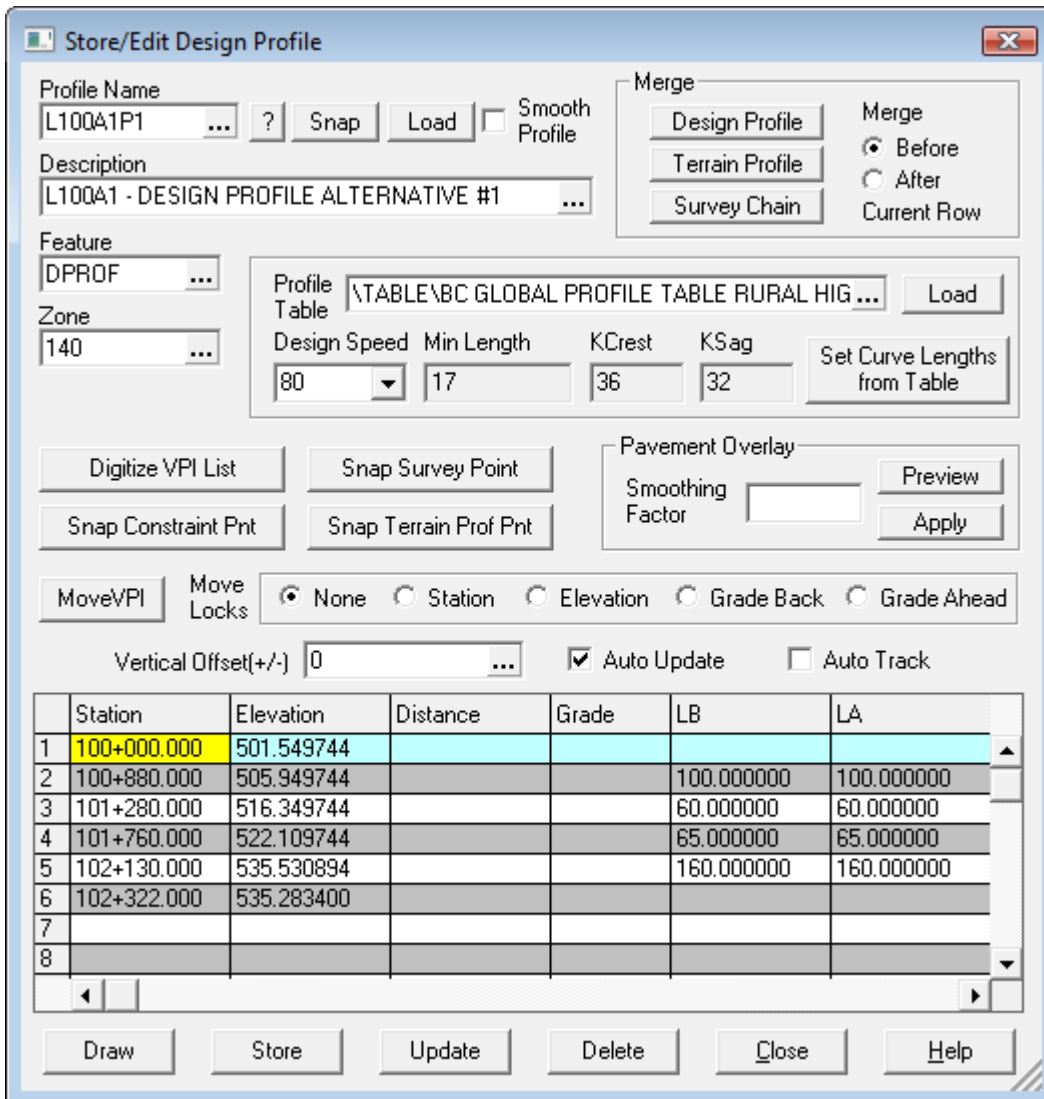 Store/Edit Design Profile
Profile Name
L100A1P1 ... ? Snap Load Smooth Profile
Description
L100A1 - DESIGN PROFILE ALTERNATIVE #1 ...
Merge
Design Profile
Terrain Profile
Survey Chain
Merge
Before
After
Current Row
Feature
DPROF ...
Zone
140 ...
Profile Table \TABLE\BC GLOBAL PROFILE TABLE RURAL HIG ... Load
Design Speed Min Length KCrest KSag
80 17 36 32
Set Curve Lengths
from Table
Digitize VPI List Snap Survey Point
Snap Constraint Pnt Snap Terrain Prof Pnt
Pavement Overlay
Smoothing
Factor
Preview
Apply
MoveVPI Move Locks None Station Elevation Grade Back Grade Ahead
Vertical Offset(+/-) 0 ... Auto Update Auto Track
Station Elevation Distance Grade LB LA
1 100+000.000 501.549744
2 100+880.000 505.949744 100.000000 100.000000
3 101+280.000 516.349744 60.000000 60.000000
4 101+760.000 522.109744 65.000000 65.000000
5 102+130.000 535.530894 160.000000 160.000000
6 102+322.000 535.283400
7
8
Draw Store Update Delete Close Help